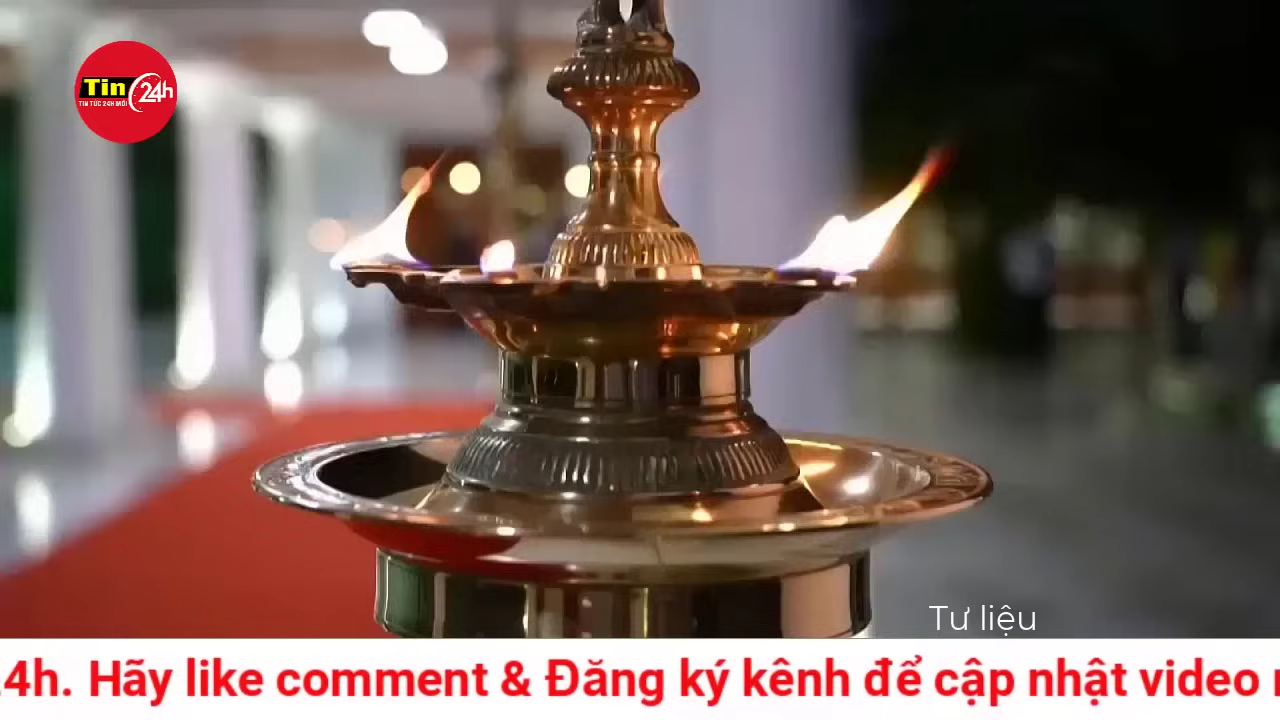 Tin 24h
TIN TỨC 24H MỚI
Tư liệu
24h. Hãy like comment & Đăng ký kênh để cập nhật video